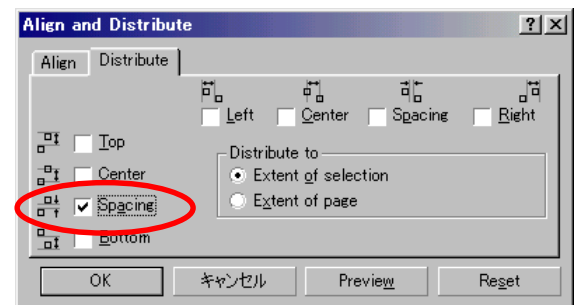 Align and Distribute
Align Distribute
Left Center Spacing Right
Top
Center
Spacing
Bottom
Distribute to
Extent of selection
Extent of page
OK キャンセル Preview Reset